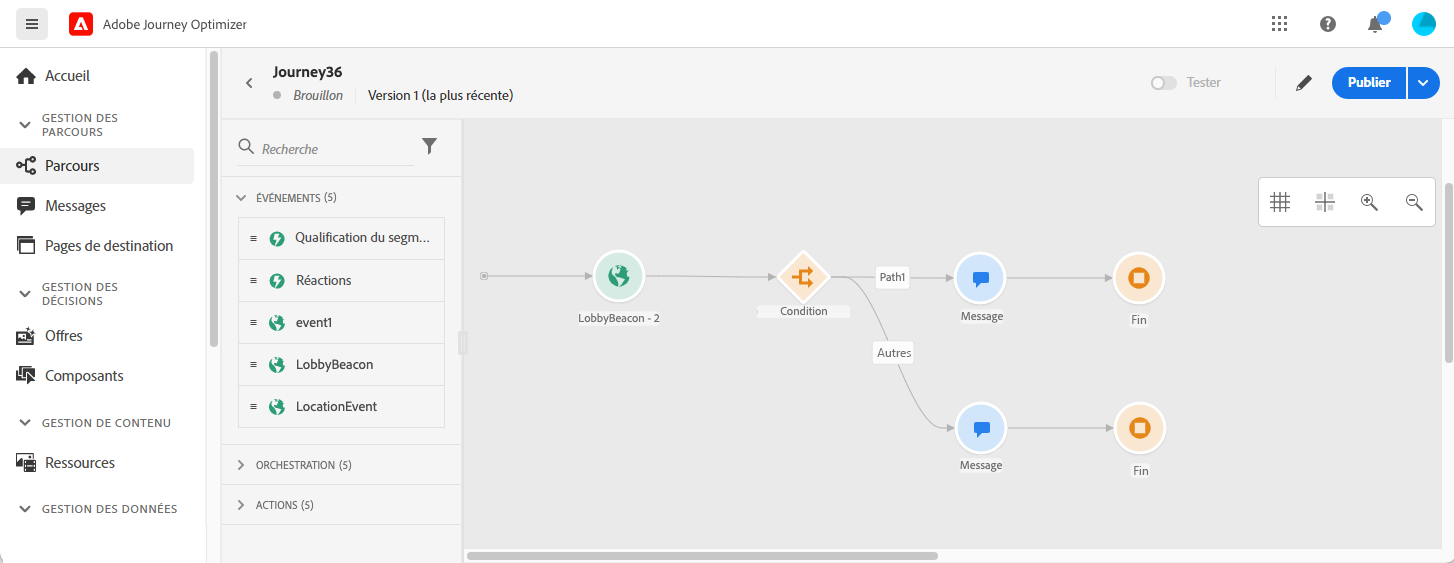 Adobe Journey Optimizer
Accueil
GESTION DES
PARCOURS
Parcours
Messages
Pages de destination
GESTION DES
DÉCISIONS
Offres
Composants
GESTION DE CONTENU
Ressources
GESTION DES DONNÉES
Journey36
Brouillon
Version 1 (la plus récente)
Tester
Publier
Recherche
ÉVÉNEMENTS (5)
Qualification du segm...
Réactions
event1
LobbyBeacon
LocationEvent
ORCHESTRATION (5)
ACTIONS (5)
LobbyBeacon - 2
Condition
Path1
Message
Fin
Autres
Message
Fin